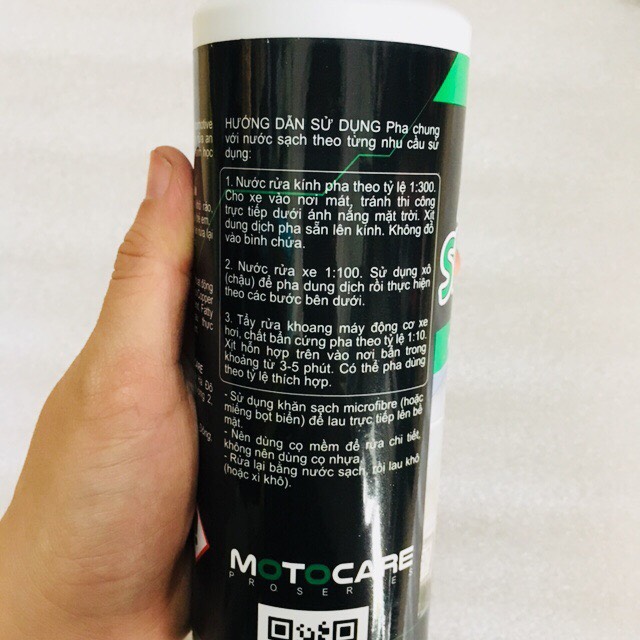 HƯỚNG DẪN SỬ DỤNG Pha chung
với nước sạch theo từng nhu cầu sử
dụng:
1. Nước rửa kính pha theo tỷ lệ 1:300.
Cho xe vào nơi mát, tránh thi công
trực tiếp dưới ánh nắng mặt trời. Xịt
dung dịch pha sẵn lên kính. Không đổ
vào bình chứa.
2. Nước rửa xe 1:100. Sử dụng xô
(chậu) để pha dung dịch rồi thực hiện
theo các bước bên dưới.
3. Tẩy rửa khoang máy động cơ xe
hơi, chất bẩn cứng pha theo tỷ lệ 1:10.
Xịt hỗn hợp trên vào nơi bẩn trong
khoảng từ 3-5 phút. Có thể pha dùng
theo tỷ lệ thích hợp.
- Sử dụng khăn sạch microfibre (hoặc
miếng bọt biển) để lau trực tiếp lên bề
mặt.
- Nên dùng cọ mềm để rửa chi tiết,
không nên dùng cọ nhựa.
- Rửa lại bằng nước sạch, rồi lau khô
(hoặc xì khô).
MOTOCARE
PRO SERIES